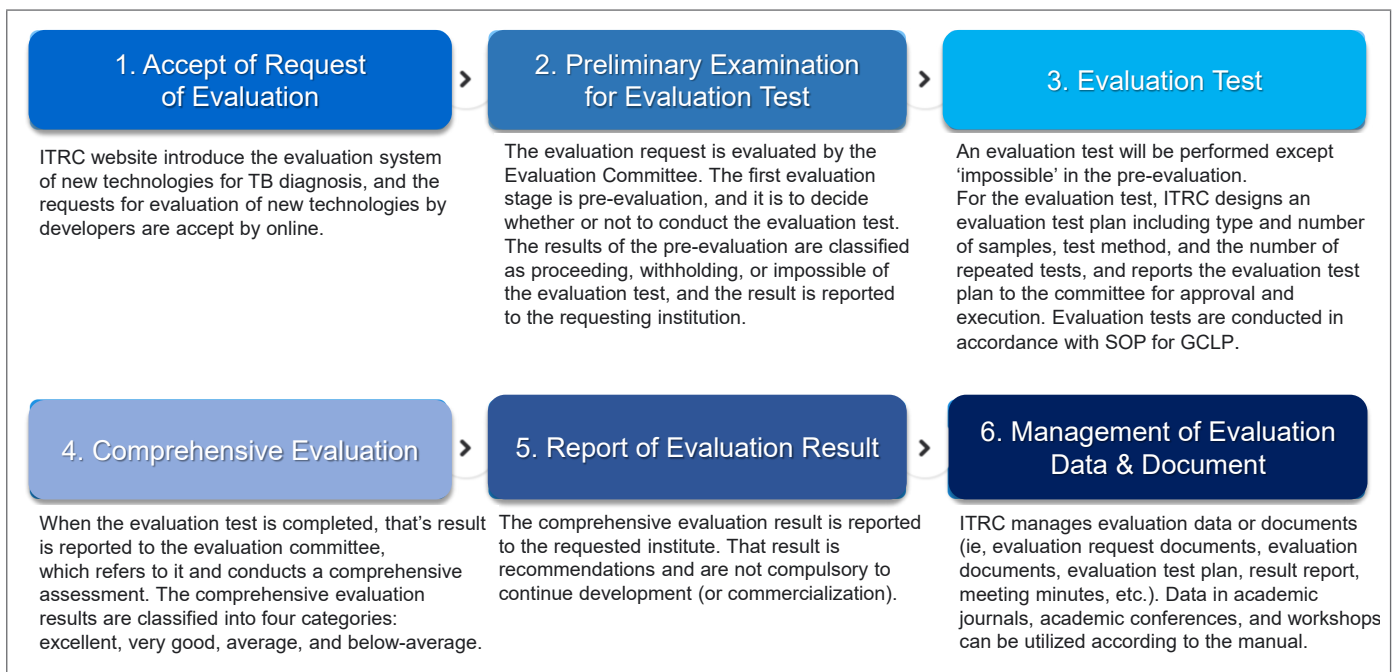 1. Accept of Request
of Evaluation
ITRC website introduce the evaluation system
of new technologies for TB diagnosis, and the
requests for evaluation of new technologies by
developers are accept by online.
2. Preliminary Examination
for Evaluation Test
The evaluation request is evaluated by the
Evaluation Committee. The first evaluation
stage is pre-evaluation, and it is to decide
whether or not to conduct the evaluation test.
The results of the pre-evaluation are classified
as proceeding, withholding, or impossible of
the evaluation test, and the result is reported
to the requesting institution.
3. Evaluation Test
An evaluation test will be performed except
‘impossible’ in the pre-evaluation.
For the evaluation test, ITRC designs an
evaluation test plan including type and number
of samples, test method, and the number of
repeated tests, and reports the evaluation test
plan to the committee for approval and
execution. Evaluation tests are conducted in
accordance with SOP for GCLP.
4. Comprehensive Evaluation
When the evaluation test is completed, that’s result
is reported to the evaluation committee,
which refers to it and conducts a comprehensive
assessment. The comprehensive evaluation
results are classified into four categories:
excellent, very good, average, and below-average.
5. Report of Evaluation Result
The comprehensive evaluation result is reported
to the requested institute. That result is
recommendations and are not compulsory to
continue development (or commercialization).
6. Management of Evaluation
Data & Document
ITRC manages evaluation data or documents
(ie, evaluation request documents, evaluation
documents, evaluation test plan, result report,
meeting minutes, etc.). Data in academic
journals, academic conferences, and workshops
can be utilized according to the manual.